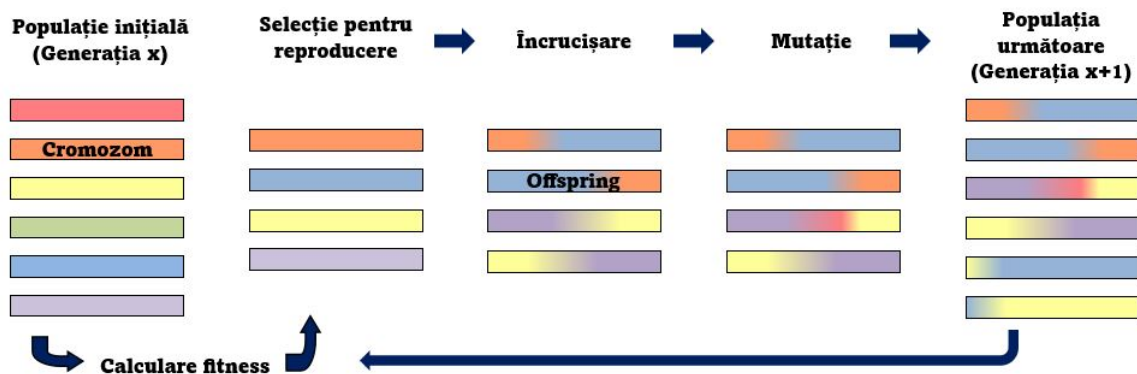 Populație inițială
(Generația x)
Selecție pentru
reproducere
Încrucișare
Mutație
Populația
următoare
(Generația x+1)
Cromozom
Offspring
Calculare fitness